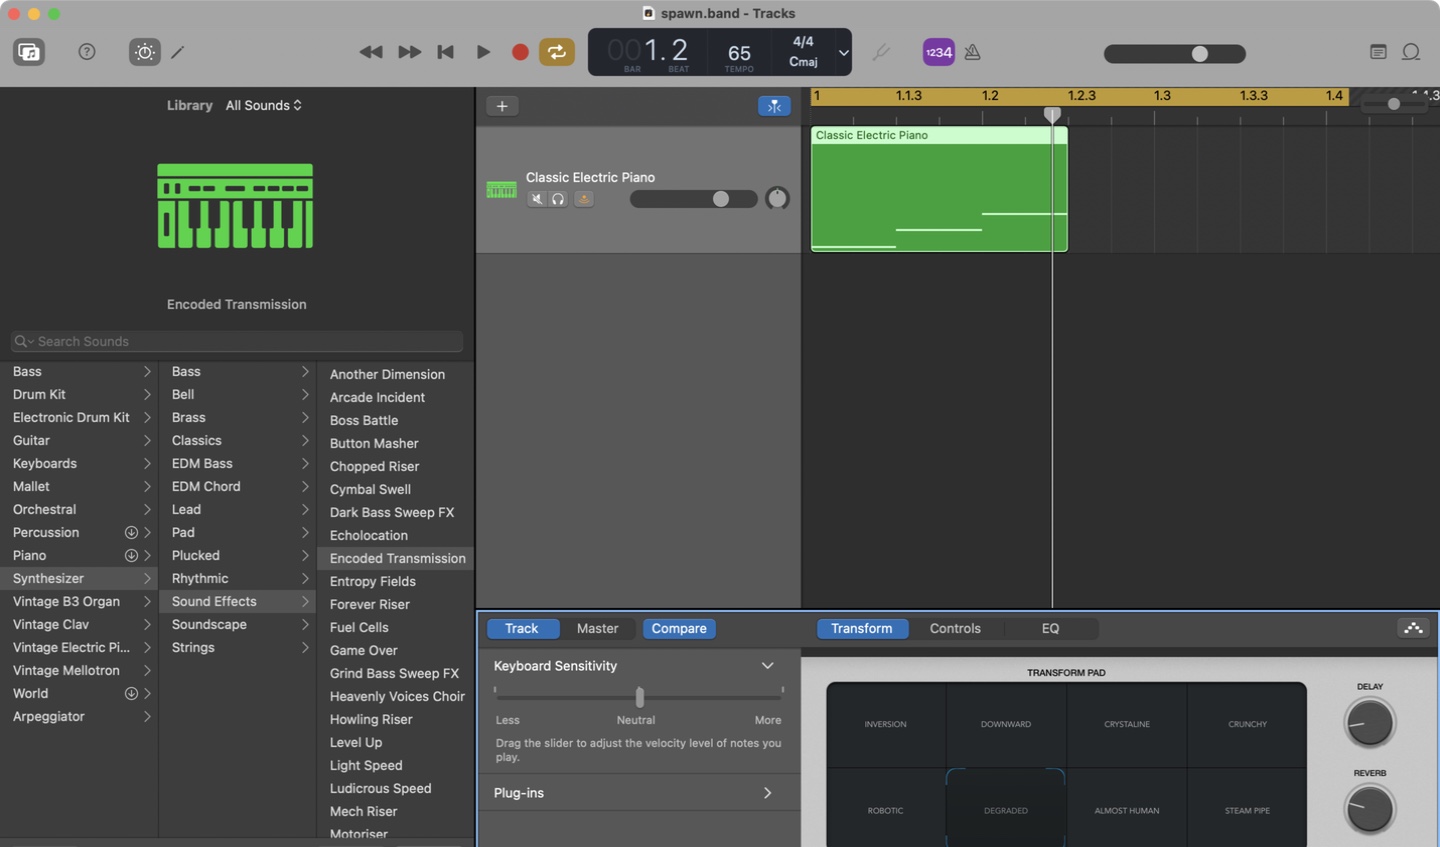 spawn.band - Tracks
001.2
BAR
BEAT
65
TEMPO
4/4
Cmaj
1234
Library All Sounds
Encoded Transmission
Search Sounds
Bass
Drum Kit
Electronic Drum Kit
Guitar
Keyboards
Mallet
Orchestral
Percussion
Piano
Synthesizer
Vintage B3 Organ
Vintage Clav
Vintage Electric Pi...
Vintage Mellotron
World
Arpeggiator
Bass
Bell
Brass
Classics
EDM Bass
EDM Chord
Lead
Pad
Plucked
Rhythmic
Sound Effects
Soundscape
Strings
Another Dimension
Arcade Incident
Boss Battle
Button Masher
Chopped Riser
Cymbal Swell
Dark Bass Sweep FX
Echolocation
Encoded Transmission
Entropy Fields
Forever Riser
Fuel Cells
Game Over
Grind Bass Sweep FX
Heavenly Voices Choir
Howling Riser
Level Up
Light Speed
Ludicrous Speed
Mech Riser
Motoriser
1 1.1.3 1.2 1.2.3 1.3 1.3.3 1.4
Classic Electric Piano
Classic Electric Piano
Track Master Compare
Keyboard Sensitivity
Less Neutral More
Drag the slider to adjust the velocity level of notes you
play.
Plug-ins
Transform Controls EQ
TRANSFORM PAD
INVERSION DOWNWARD CRYSTALINE CRUNCHY
ROBOTIC DEGRADED ALMOST HUMAN STEAM PIPE
DELAY
REVERB